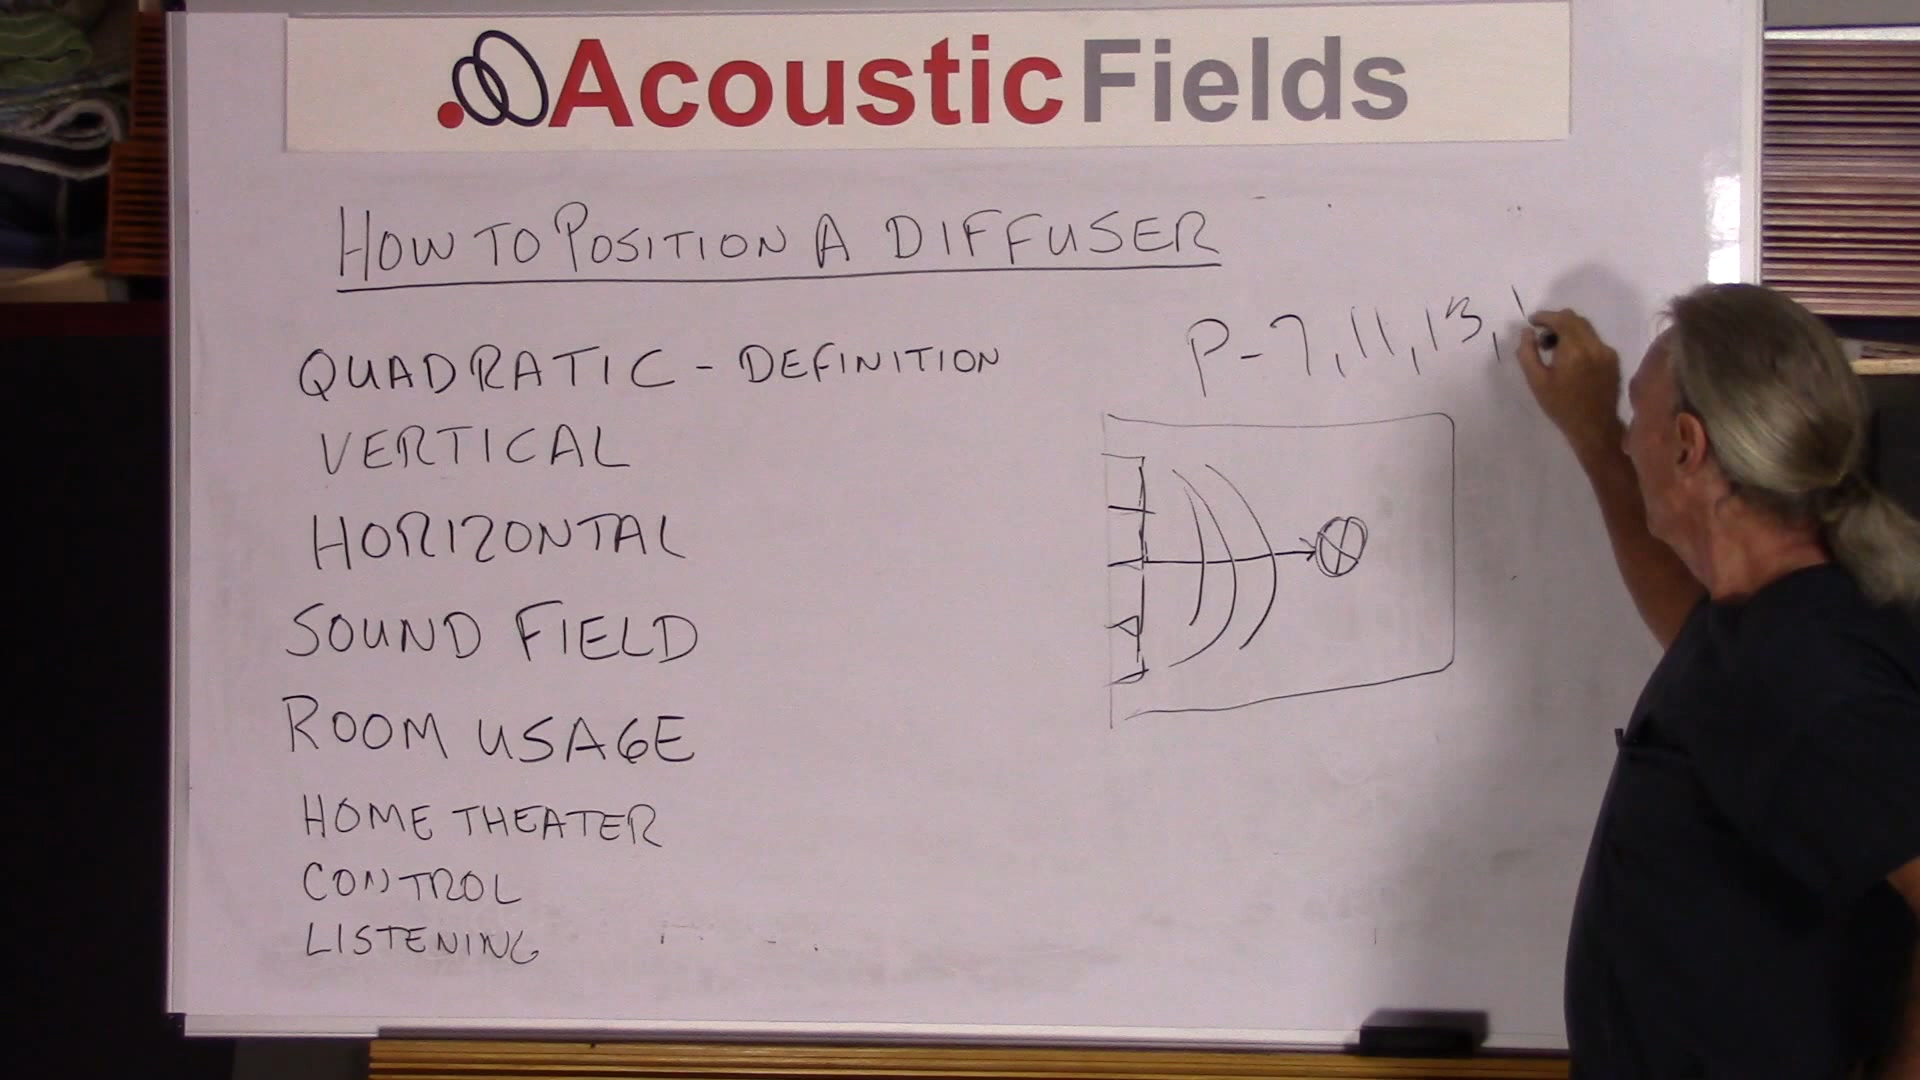 AcousticFields
HOW TO POSITION A DIFFUSER
P-7, 11, 13, 1
QUADRATIC - DEFINITION
VERTICAL
HORIZONTAL
SOUND FIELD
ROOM USAGE
HOME THEATER
CONTROL
LISTENING